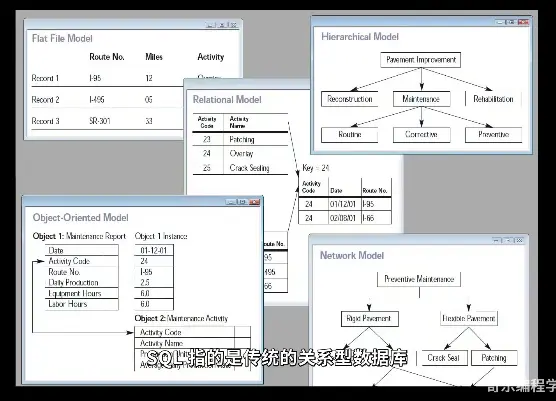 Flat File Model
Route No. Miles Activity
Record 1 I-95 12
Record 2 I-495 05
Record 3 SR-301 33
Hierarchical Model
Pavement Improvement
Reconstruction Maintenance Rehabilitation
Routine Corrective Preventive
Relational Model
Activity Code Activity Name
23 Patching
24 Overlay
25 Crack Sealing
Key = 24
Activity Code Date Route No.
24 01/12/01 I-95
24 02/08/01 I-66
Route No.
95
495
66
Object-Oriented Model
Object 1: Maintenance Report Object 1 Instance
Date 01-12-01
Activity Code 24
Route No. I-95
Daily Production 2.5
Equipment Hours 6.0
Labor Hours 6.0
Object 2: Maintenance Activity
Activity Code
Activity Name
Network Model
Preventive Maintenance
Rigid Pavement Flexible Pavement
Crack Seal Patching
SQL指的是传统的关系型数据库
奇乐编程学